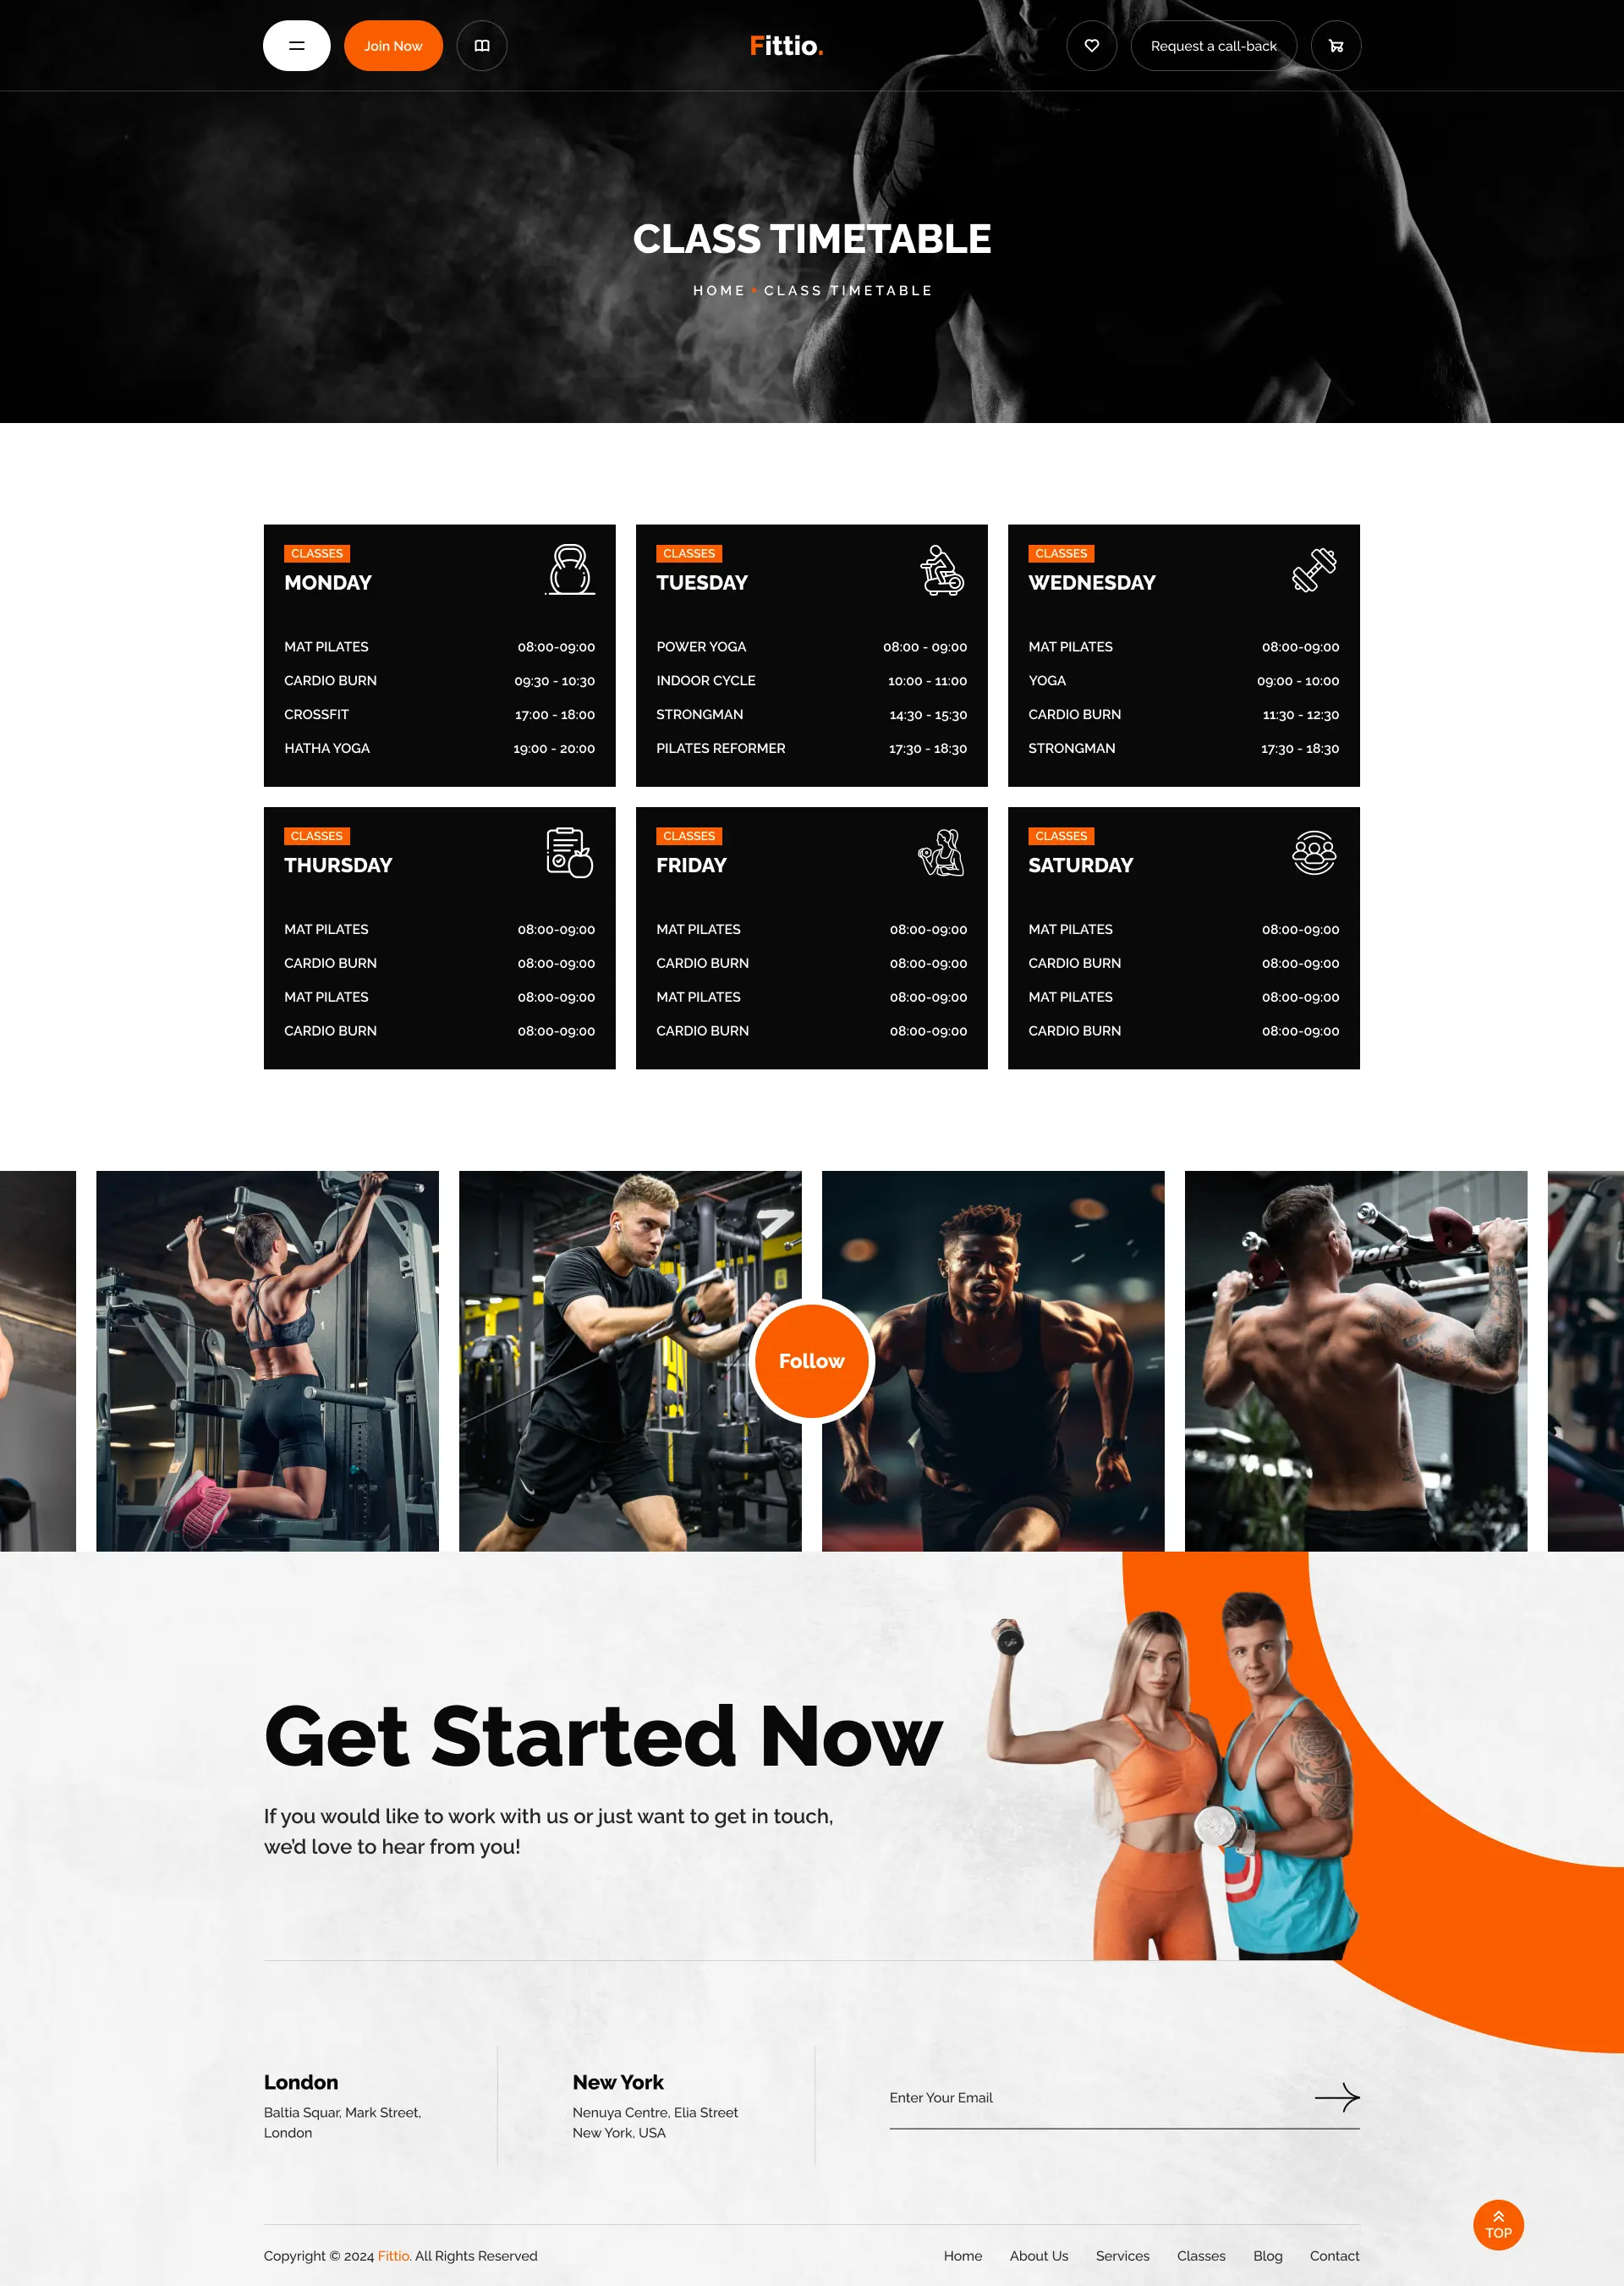 Join Now
Fittio.
Request a call-back
CLASS TIMETABLE
HOME • CLASS TIMETABLE
CLASSES
MONDAY
MAT PILATES 08:00-09:00
CARDIO BURN 09:30 - 10:30
CROSSFIT 17:00 - 18:00
HATHA YOGA 19:00 - 20:00
CLASSES
TUESDAY
POWER YOGA 08:00 - 09:00
INDOOR CYCLE 10:00 - 11:00
STRONGMAN 14:30 - 15:30
PILATES REFORMER 17:30 - 18:30
CLASSES
WEDNESDAY
MAT PILATES 08:00-09:00
YOGA 09:00 - 10:00
CARDIO BURN 11:30 - 12:30
STRONGMAN 17:30 - 18:30
CLASSES
THURSDAY
MAT PILATES 08:00-09:00
CARDIO BURN 08:00-09:00
MAT PILATES 08:00-09:00
CARDIO BURN 08:00-09:00
CLASSES
FRIDAY
MAT PILATES 08:00-09:00
CARDIO BURN 08:00-09:00
MAT PILATES 08:00-09:00
CARDIO BURN 08:00-09:00
CLASSES
SATURDAY
MAT PILATES 08:00-09:00
CARDIO BURN 08:00-09:00
MAT PILATES 08:00-09:00
CARDIO BURN 08:00-09:00
Follow
Get Started Now
If you would like to work with us or just want to get in touch,
we'd love to hear from you!
London
Baltia Squar, Mark Street,
London
New York
Nenuya Centre, Elia Street
New York, USA
Enter Your Email
TOP
Copyright © 2024 Fittio. All Rights Reserved
Home About Us Services Classes Blog Contact